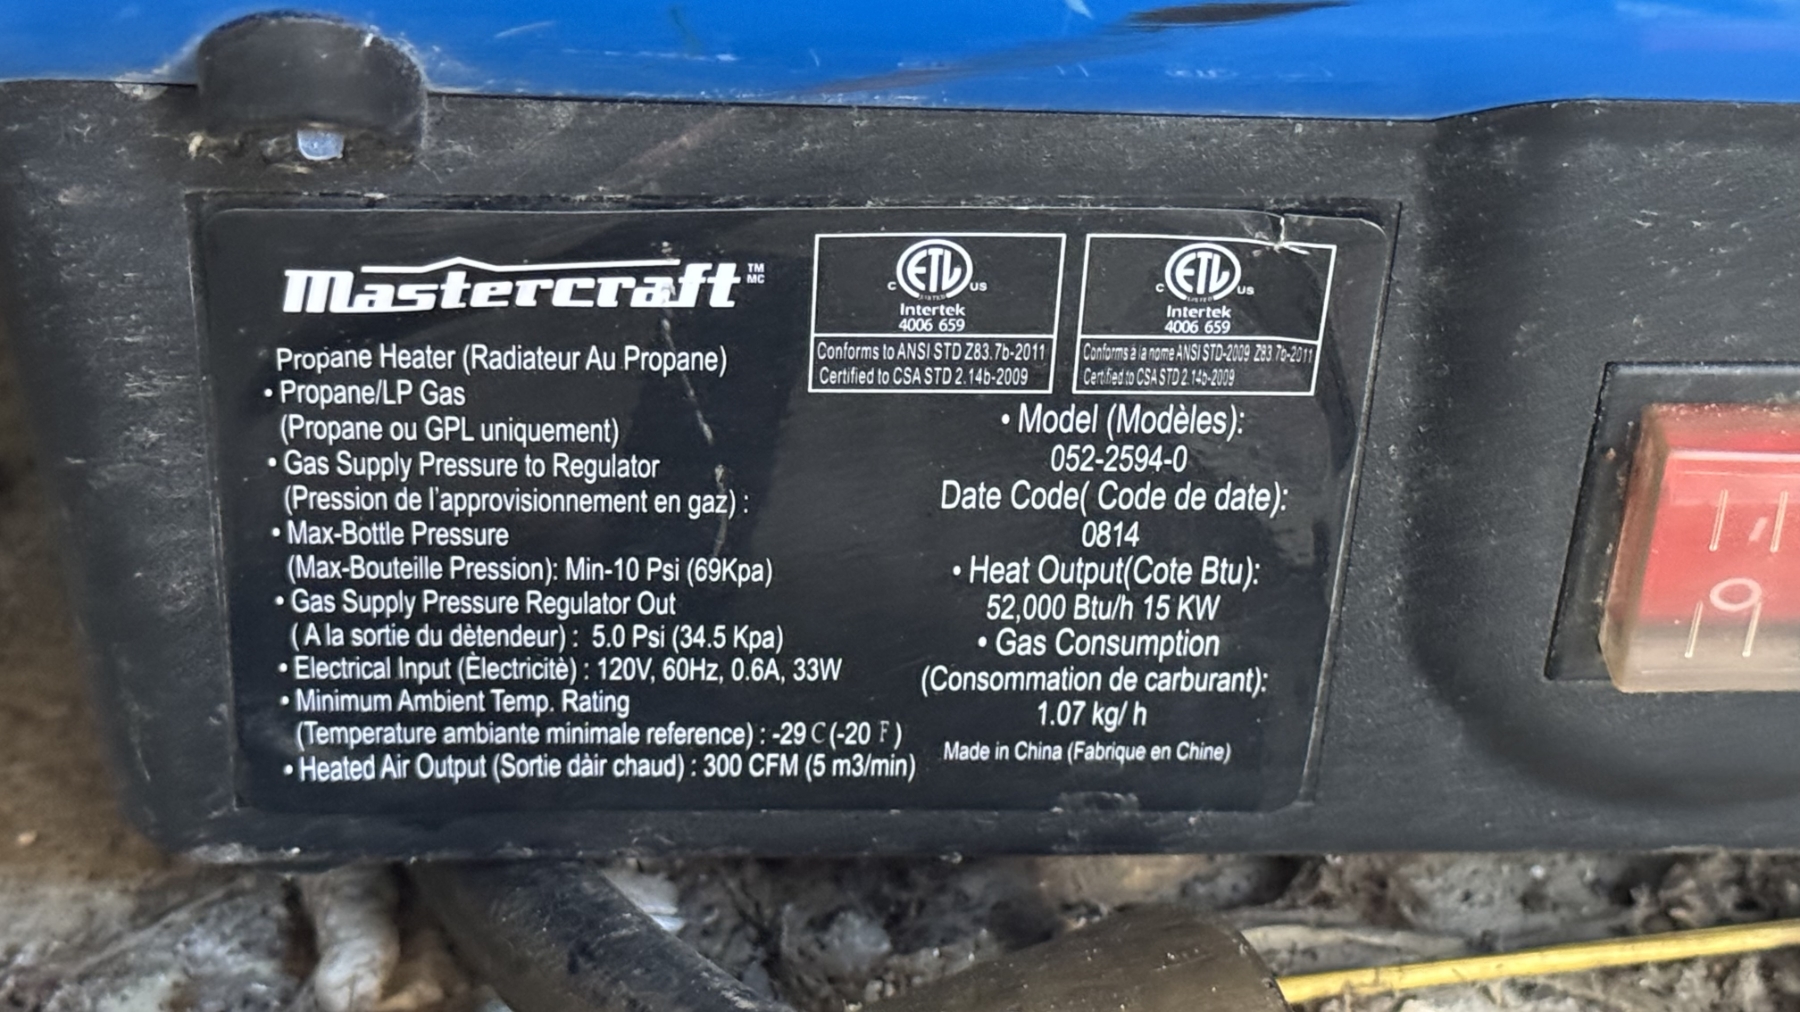 Mastercraft TM MC
Propane Heater (Radiateur Au Propane)
• Propane/LP Gas
(Propane ou GPL uniquement)
• Gas Supply Pressure to Regulator
(Pression de l'approvisionnement en gaz) :
• Max-Bottle Pressure
(Max-Bouteille Pression): Min-10 Psi (69Kpa)
• Gas Supply Pressure Regulator Out
( A la sortie du dètendeur) : 5.0 Psi (34.5 Kpa)
• Electrical Input (Èlectricitè) : 120V, 60Hz, 0.6A, 33W
• Minimum Ambient Temp. Rating
(Temperature ambiante minimale reference) : -29 C (-20 F )
• Heated Air Output (Sortie dàir chaud) : 300 CFM (5 m3/min)
C ETL US
Intertek
4006 659
Conforms to ANSI STD Z83.7b-2011
Certified to CSA STD 2.14b-2009
C ETL US
Intertek
4006 659
Conforms à la nome ANSI STD-2009 Z83.7b-2011
Certified to CSA STD 2.14b-2009
• Model (Modèles):
052-2594-0
Date Code( Code de date):
0814
• Heat Output(Cote Btu):
52,000 Btu/h 15 KW
• Gas Consumption
(Consommation de carburant):
1.07 kg/ h
Made in China (Fabrique en Chine)